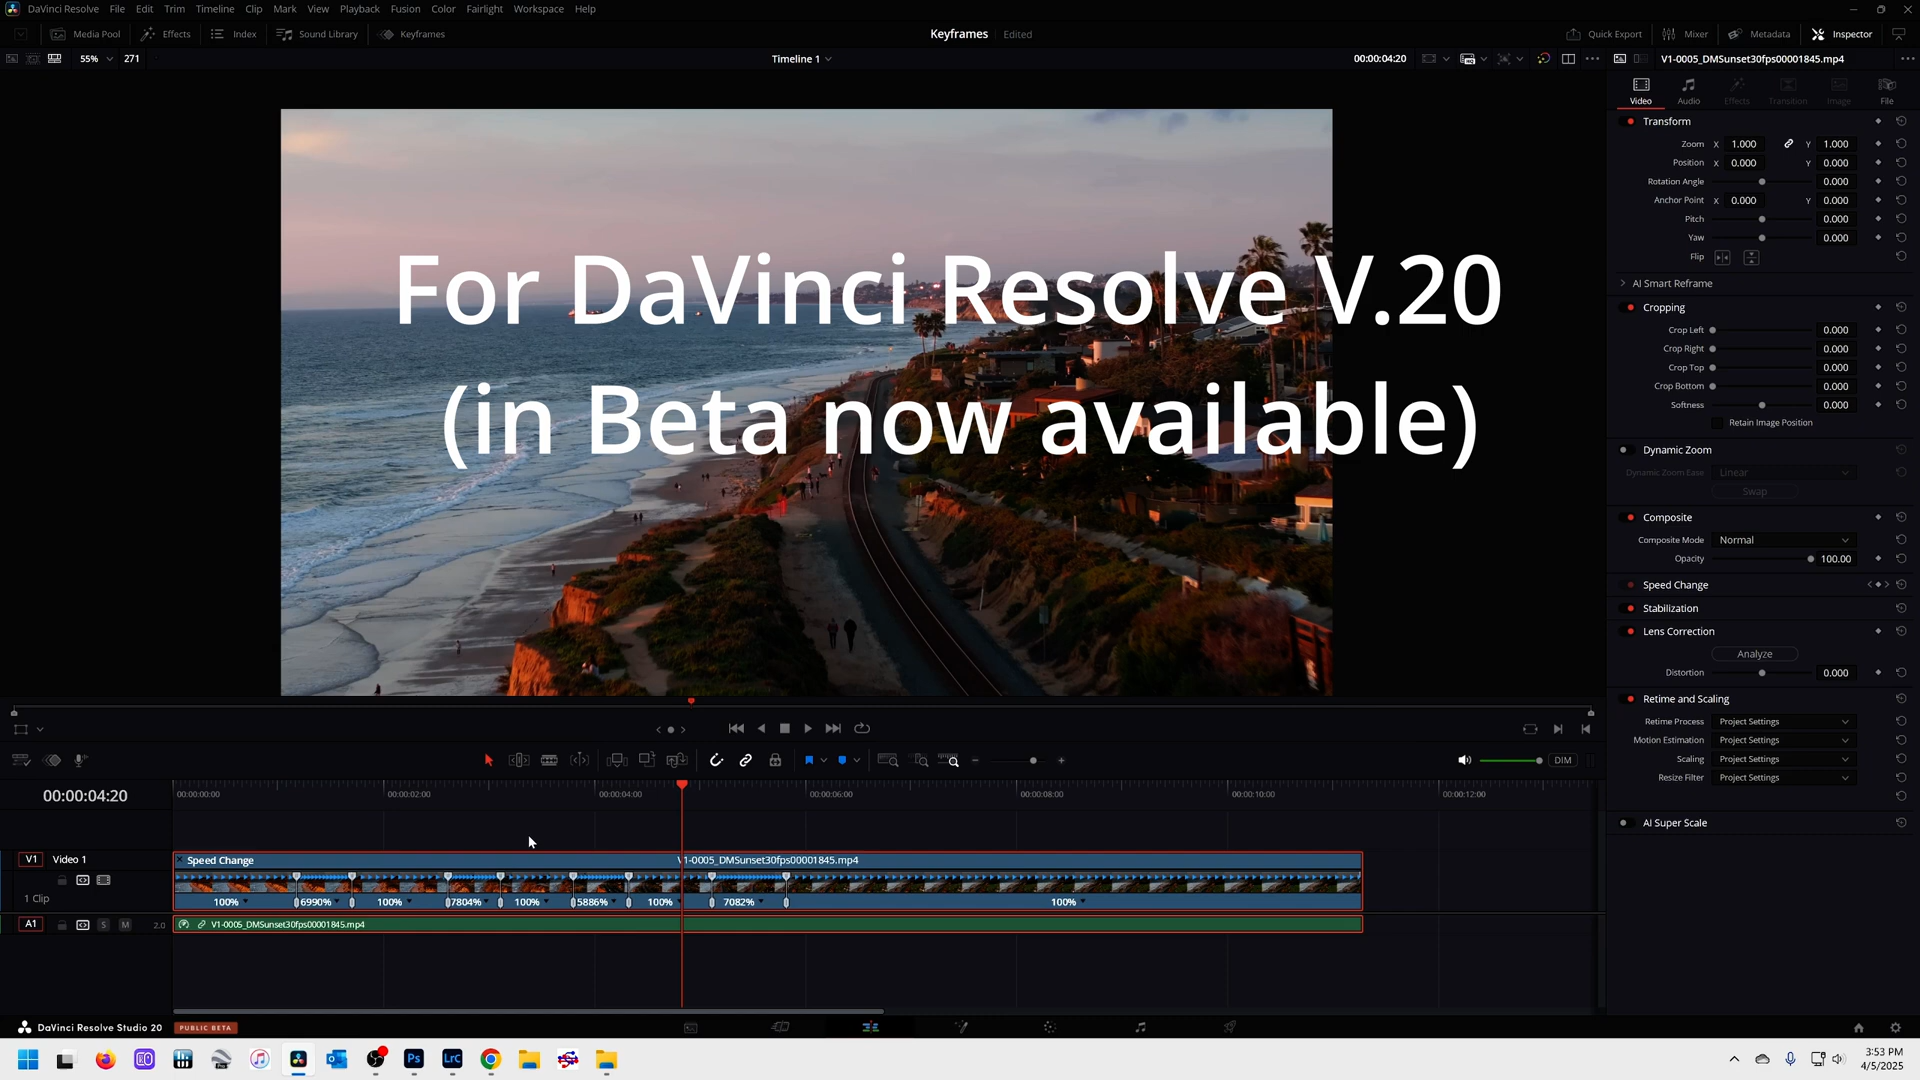 DaVinci Resolve File Edit Trim Timeline Clip Mark View Playback Fusion Color Fairlight Workspace Help
Media Pool Effects Index Sound Library Keyframes
Keyframes Edited
Quick Export Mixer Metadata Inspector
55% 271
Timeline 1
00:00:04:20
V1-0005_DMSunset30fps00001845.mp4
Video Audio Effects Transition Image File
Transform
Zoom X 1.000 Y 1.000
Position X 0.000 Y 0.000
Rotation Angle 0.000
Anchor Point X 0.000 Y 0.000
Pitch 0.000
Yaw 0.000
Flip
AI Smart Reframe
Cropping
Crop Left 0.000
Crop Right 0.000
Crop Top 0.000
Crop Bottom 0.000
Softness 0.000
Retain Image Position
Dynamic Zoom
Dynamic Zoom Ease Linear
Swap
Composite
Composite Mode Normal
Opacity 100.00
Speed Change
Stabilization
Lens Correction
Analyze
Distortion 0.000
Retime and Scaling
Retime Process Project Settings
Motion Estimation Project Settings
Scaling Project Settings
Resize Filter Project Settings
AI Super Scale
For DaVinci Resolve V.20
(in Beta now available)
DIM
00:00:04:20
00:00:00:00 00:00:02:00 00:00:04:00 00:00:06:00 00:00:08:00 00:00:10:00 00:00:12:00
V1 Video 1
Speed Change V1-0005_DMSunset30fps00001845.mp4
1 Clip
100% 6990% 100% 7804% 100% 5886% 100% 7082% 100%
A1 S M 2.0
V1-0005_DMSunset30fps00001845.mp4
DaVinci Resolve Studio 20 PUBLIC BETA
Ps LrC
3:53 PM
4/5/2025